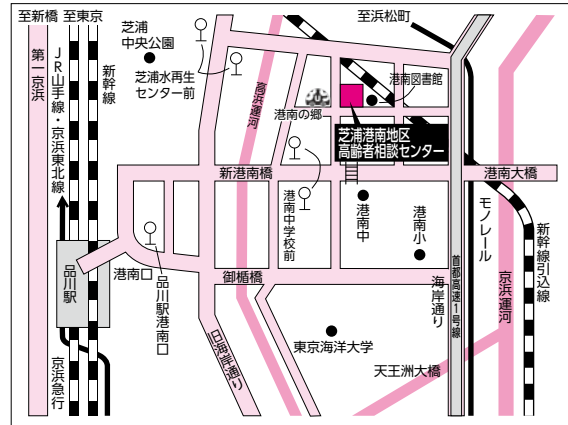 至新橋
至東京
至浜松町
第一京浜
JR山手線・京浜東北線
新幹線
芝浦
中央公園
芝浦水再生
センター前
高浜運河
港南の郷
港南図書館
芝浦港南地区
高齢者相談センター
新港南橋
港南大橋
港南中学校前
港南中
港南小
モノレール
新幹線引込線
首都高速1号線
海岸通り
京浜運河
品川駅
港南口
品川駅港南口
御楯橋
旧海岸通り
東京海洋大学
天王洲大橋
京浜急行